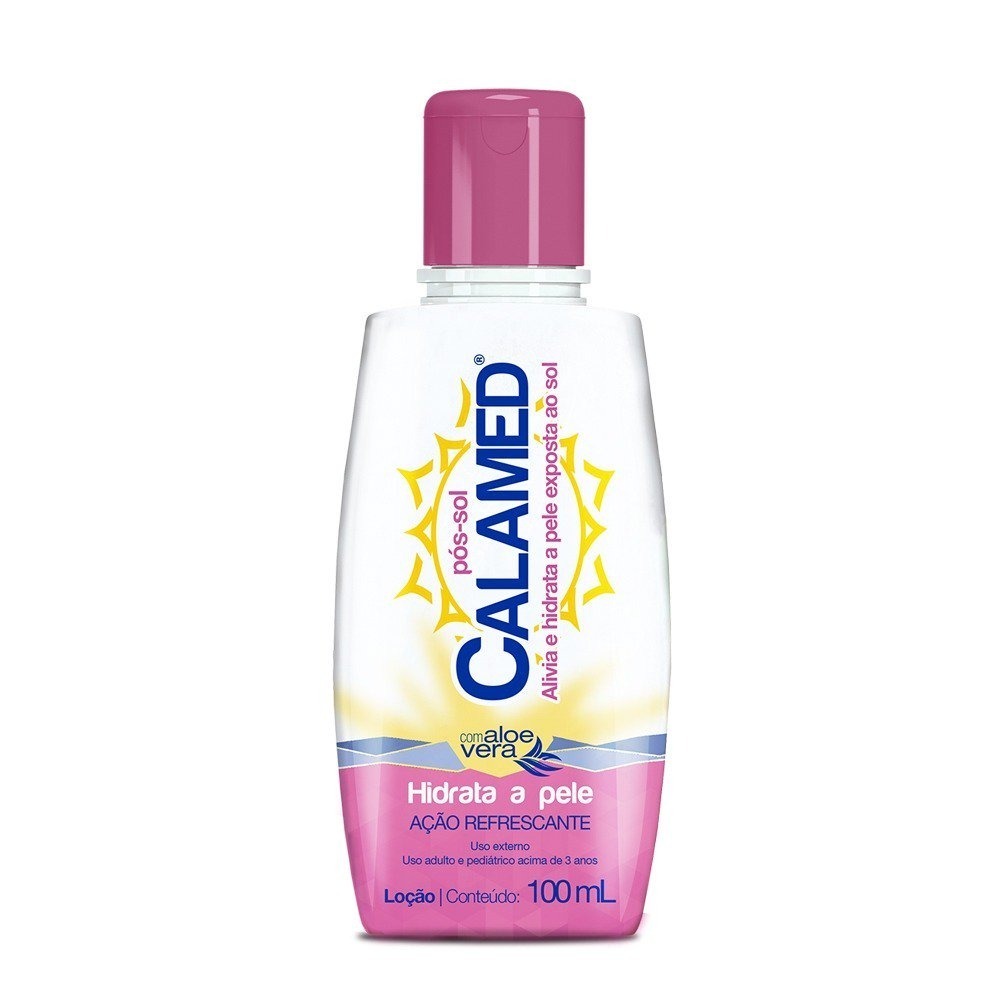 pós-sol
CALAMED®
Alivia e hidrata a pele exposta ao sol
com aloe
vera
Hidrata a pele
AÇÃO REFRESCANTE
Uso externo
Uso adulto e pediátrico acima de 3 anos
Loção | Conteúdo: 100 mL